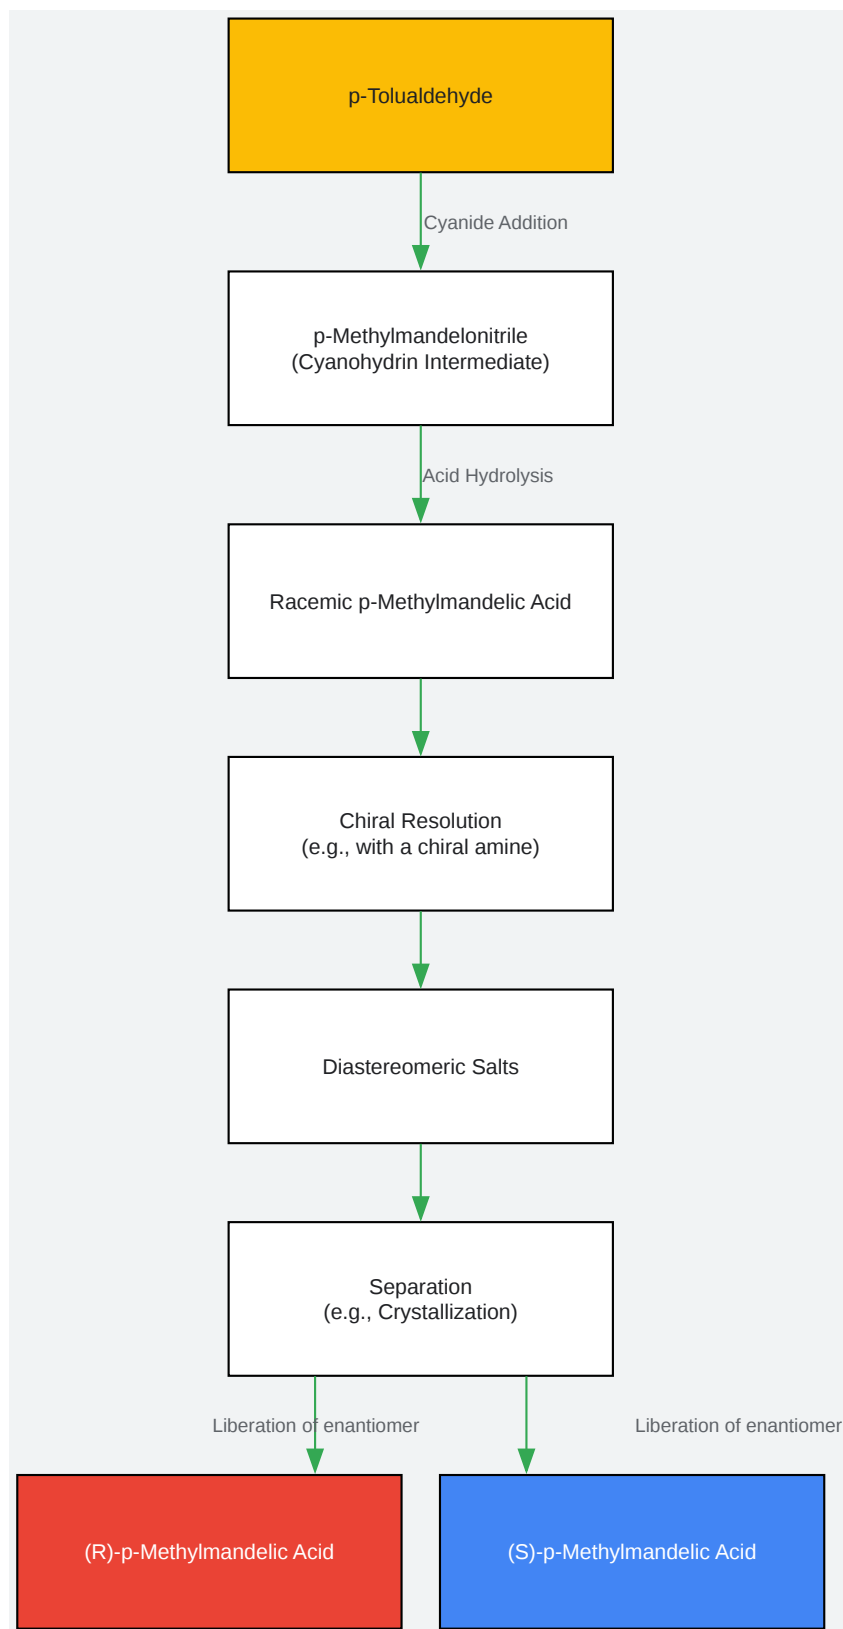 p-Tolualdehyde
Cyanide Addition
p-Methylmandelonitrile
(Cyanohydrin Intermediate)
Acid Hydrolysis
Racemic p-Methylmandelic Acid
Chiral Resolution
(e.g., with a chiral amine)
Diastereomeric Salts
Separation
(e.g., Crystallization)
Liberation of enantiomer
Liberation of enantiomer
(R)-p-Methylmandelic Acid
(S)-p-Methylmandelic Acid